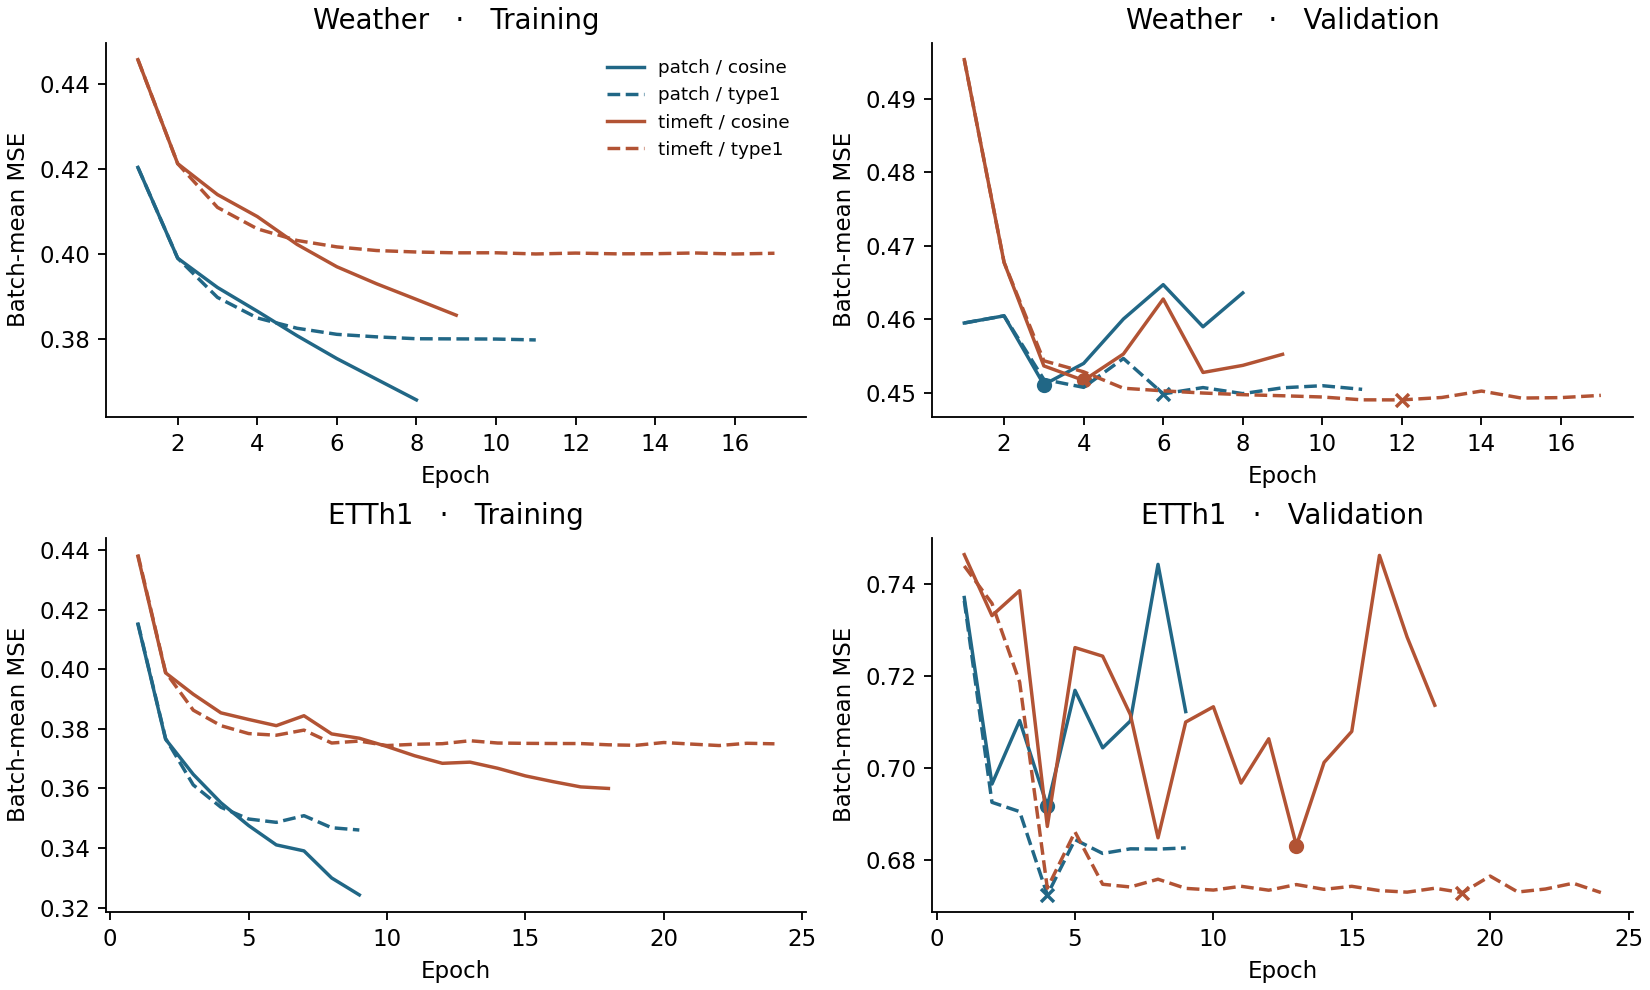 Weather · Training
Batch-mean MSE
0.44
0.42
0.40
0.38
patch / cosine
patch / type1
timeft / cosine
timeft / type1
2 4 6 8 10 12 14 16
Epoch
Weather · Validation
Batch-mean MSE
0.49
0.48
0.47
0.46
0.45
2 4 6 8 10 12 14 16
Epoch
ETTh1 · Training
Batch-mean MSE
0.44
0.42
0.40
0.38
0.36
0.34
0.32
0 5 10 15 20 25
Epoch
ETTh1 · Validation
Batch-mean MSE
0.74
0.72
0.70
0.68
0 5 10 15 20 25
Epoch